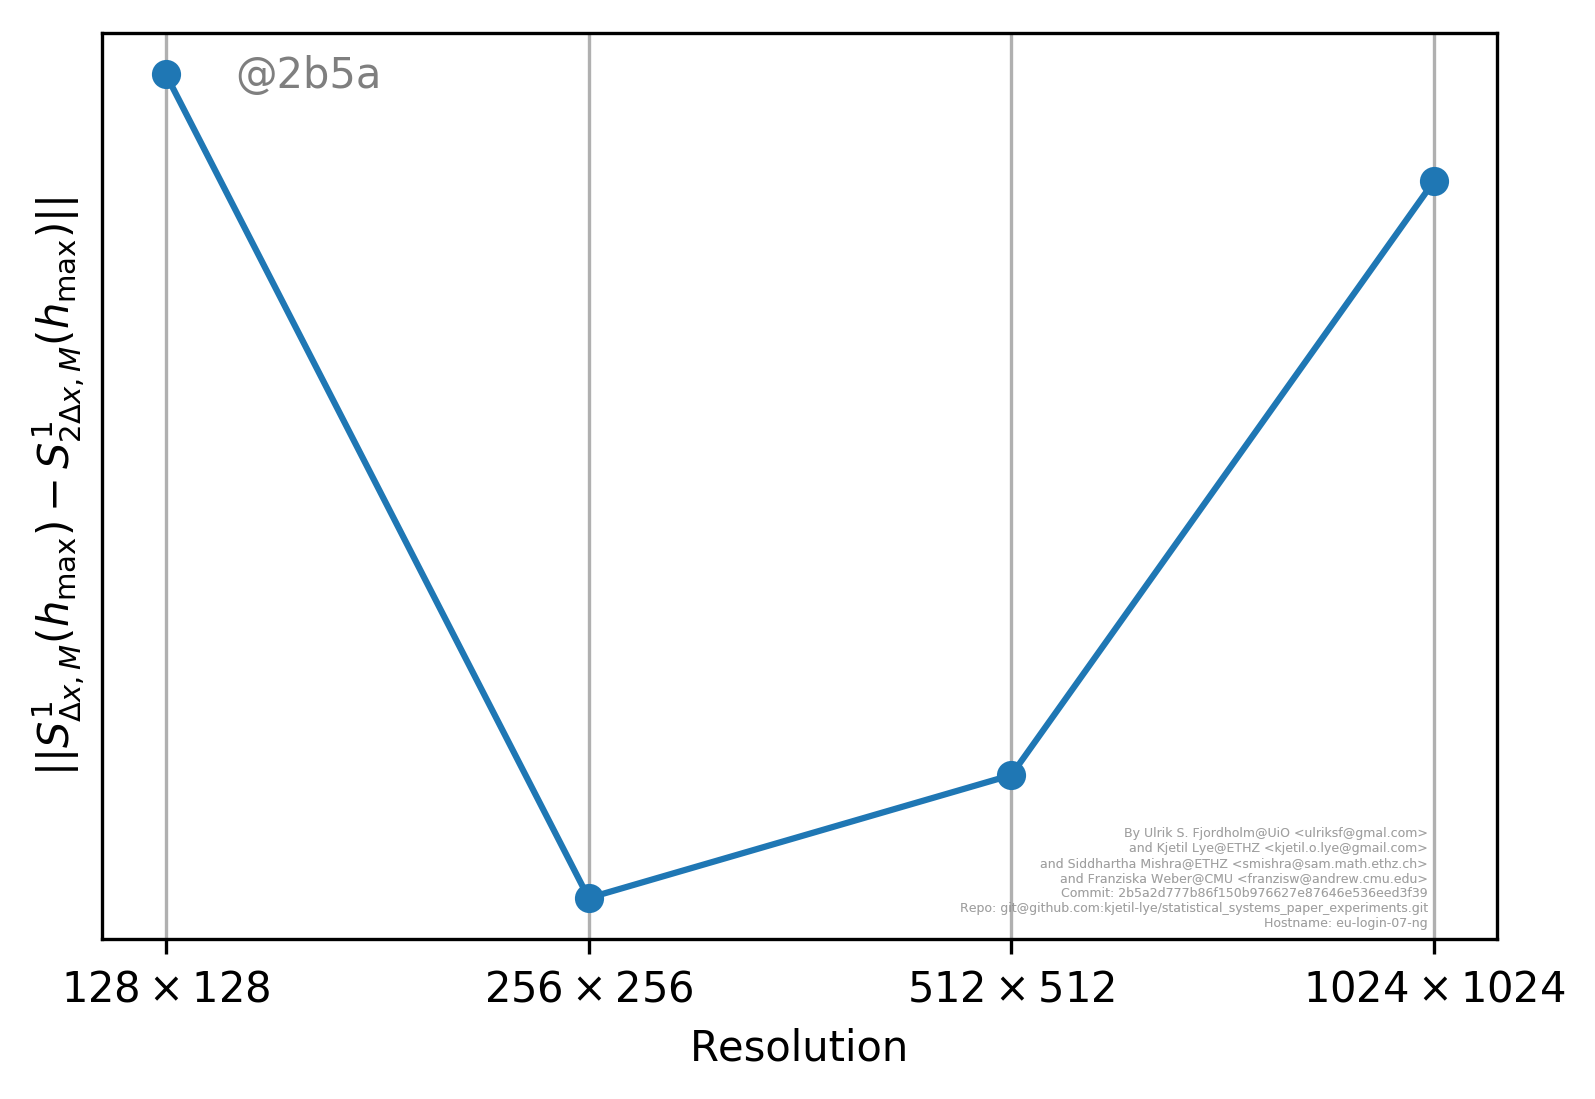 @2b5a
||S^1_{Δx, M}(h_max) − S^1_{2Δx, M}(h_max)|||
By Ulrik S. Fjordholm@UiO <ulriksf@gmal.com>
and Kjetil Lye@ETHZ <kjetil.o.lye@gmail.com>
and Siddhartha Mishra@ETHZ <smishra@sam.math.ethz.ch>
and Franziska Weber@CMU <franzisw@andrew.cmu.edu>
Commit: 2b5a2d777b86f150b976627e87646e536eed3f39
Repo: git@github.com:kjetil-lye/statistical_systems_paper_experiments.git
Hostname: eu-login-07-ng
128 × 128 256 × 256 512 × 512 1024 × 1024
Resolution